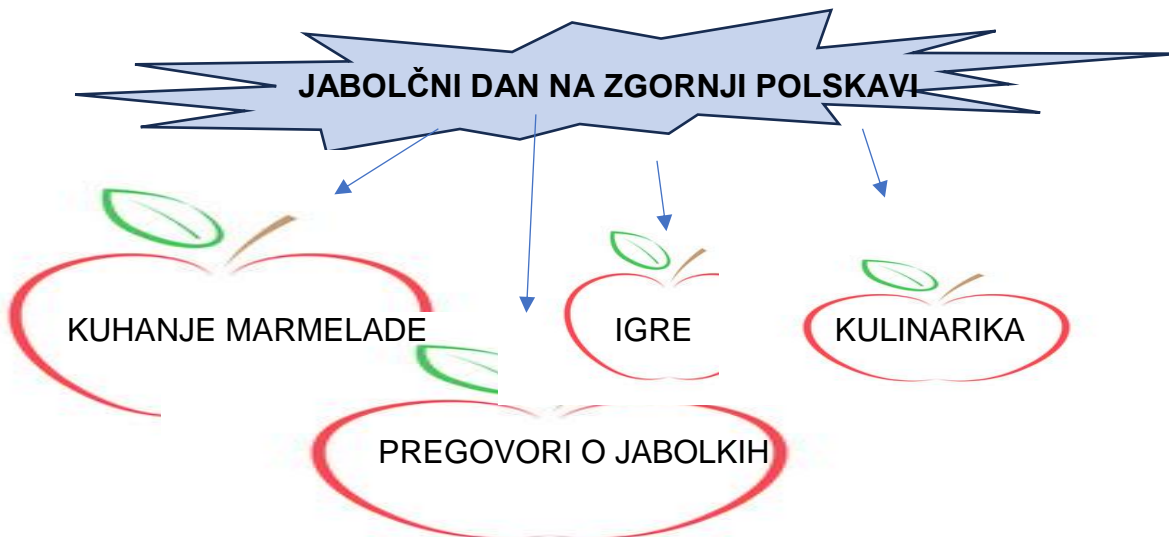 JABOLČNI DAN NA ZGORNJI POLSKAVI
KUHANJE MARMELADE
IGRE
KULINARIKA
PREGOVORI O JABOLKIH